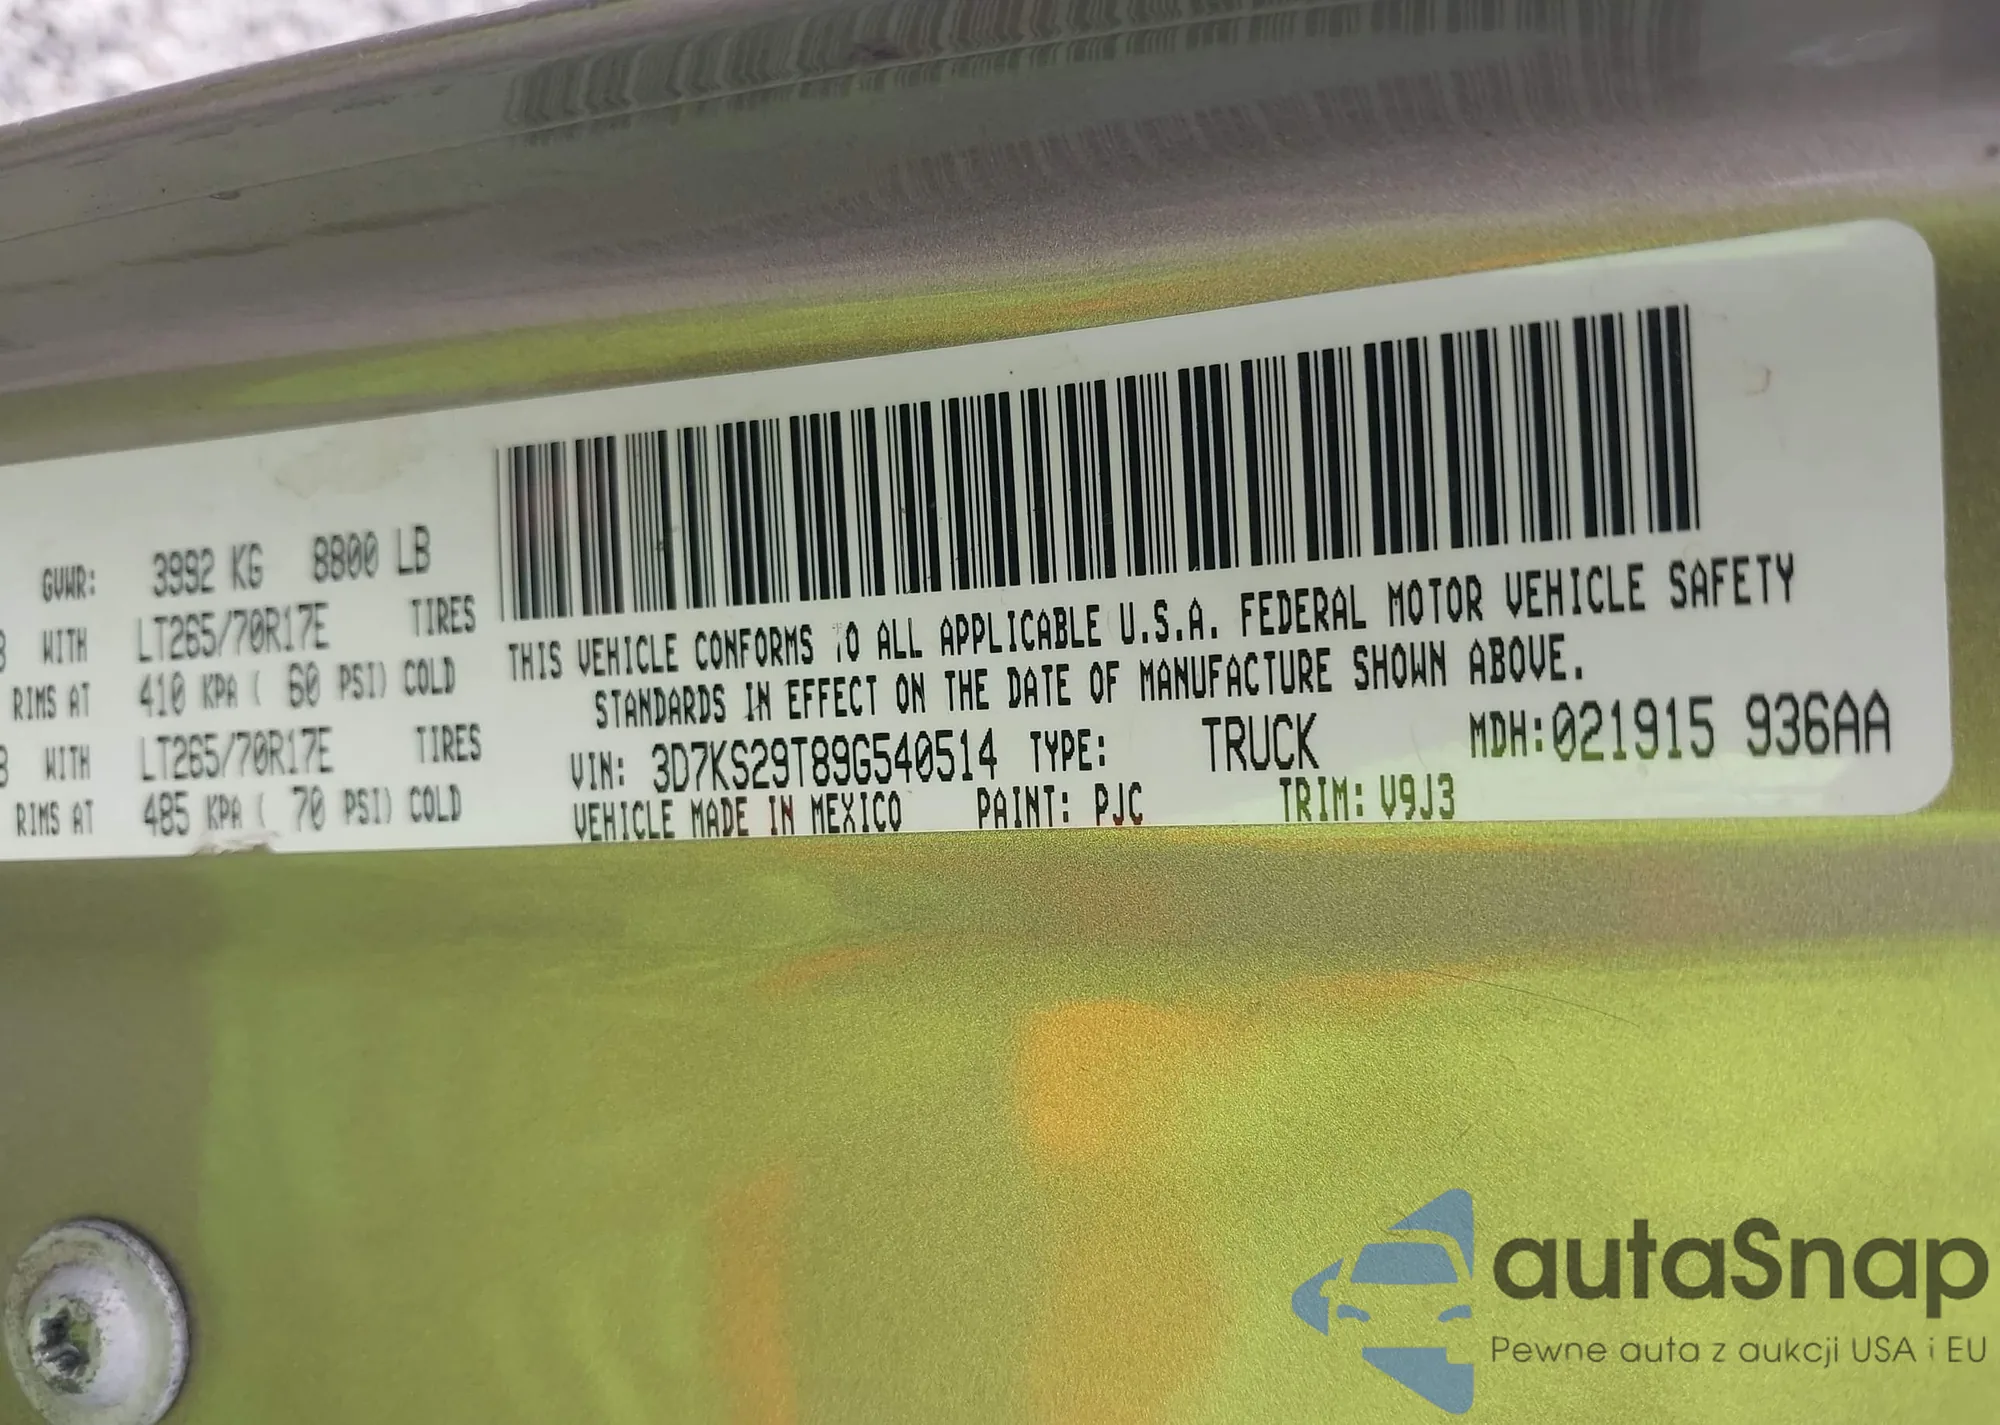 GVWR: 3992 KG 8800 LB
WITH LT265/70R17E TIRES
RIMS AT 410 KPA ( 60 PSI) COLD
WITH LT265/70R17E TIRES
RIMS AT 485 KPA ( 70 PSI) COLD
THIS VEHICLE CONFORMS TO ALL APPLICABLE U.S.A. FEDERAL MOTOR VEHICLE SAFETY
STANDARDS IN EFFECT ON THE DATE OF MANUFACTURE SHOWN ABOVE.
VIN: 3D7KS29T89G540514 TYPE: TRUCK MDH:021915 936AA
VEHICLE MADE IN MEXICO PAINT: PJC TRIM: V9J3
autaSnap
Pewne auta z aukcji USA i EU